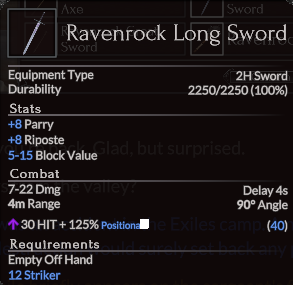 Axe
Sword
Ravenrock Long Sword
Equipment Type 2H Sword
Durability 2250/2250 (100%)
Stats
+8 Parry
+8 Riposte
5-15 Block Value
Combat
7-22 Dmg Delay 4s
4m Range 90° Angle
30 HIT + 125% Positional (40)
Requirements
Empty Off Hand
12 Striker